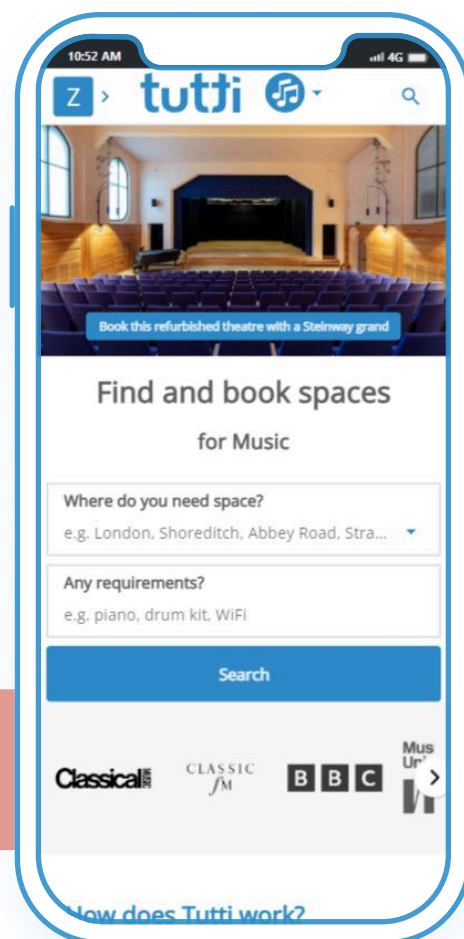 10:52 AM
4G
Z
tutti
Book this refurbished theatre with a Steinway grand
Find and book spaces
for Music
Where do you need space?
e.g. London, Shoreditch, Abbey Road, Stra...
Any requirements?
e.g. piano, drum kit, WiFi
Search
Classical
CLASSIC
fM
BBC
Mus
How does Tutti work?